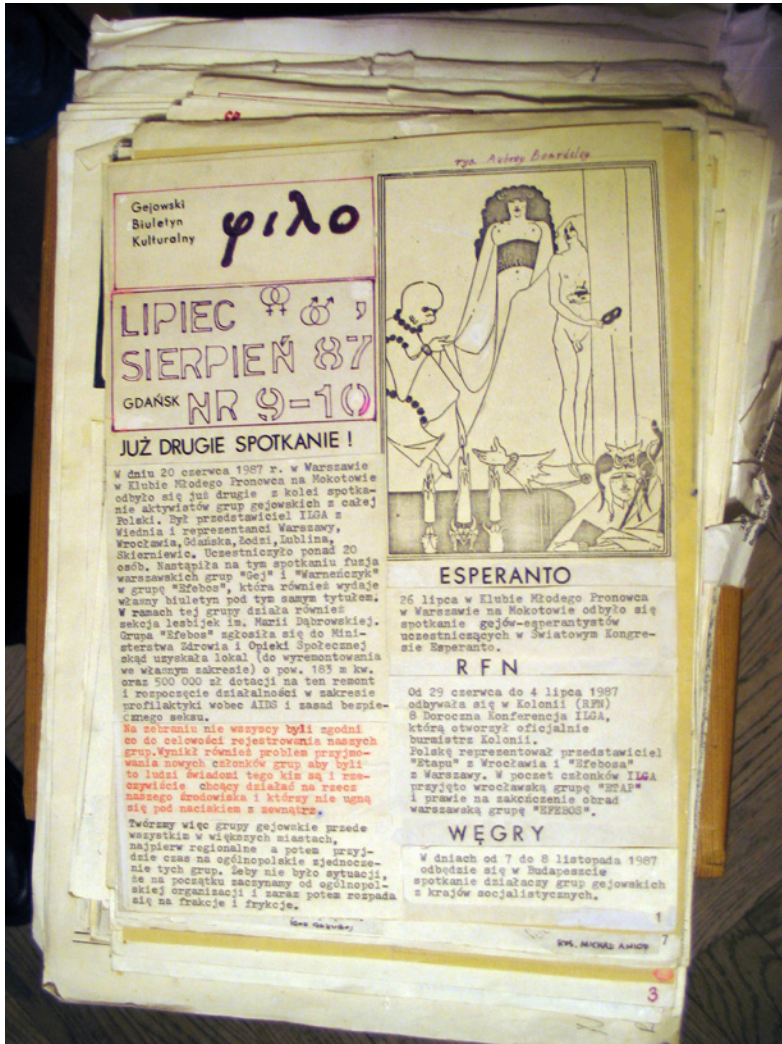 rys. Aubrey Beardsley
Gejowski
Biuletyn
Kulturalny
φιλο
LIPIEC ⚢ ⚣,
SIERPIEŃ 87
GDAŃSK NR 9-10
JUŻ DRUGIE SPOTKANIE !
W dniu 20 czerwca 1987 r. w Warszawie
w Klubie Młodego Pronowca na Mokotowie
odbyło się już drugie z kolei spotka-
nie aktywistów grup gejowskich z całej
Polski. Był przedstawiciel ILGA z
Wiednia i reprezentanci Warszawy,
Wrocławia,Gdańska,Łodzi,Lublina,
Skierniewic. Uczestniczyło ponad 20
osób. Nastąpiła na tym spotkaniu fuzja
warszawskich grup "Gej" i "Warneńczyk"
w grupę "Efebos", która również wydaje
własny biuletyn pod tym samym tytułem.
W ramach tej grupy działa również
sekcja lesbijek im. Marii Dąbrowskiej.
Grupa "Efebos" zgłosiła się do Mini-
sterstwa Zdrowia i Opieki Społecznej
skąd uzyskała lokal (do wyremontowania
we własnym zakresie) o pow. 183 m kw.
oraz 500 000 zł dotacji na ten remont
i rozpoczęcie działalności w zakresie
profilaktyki wobec AIDS i zasad bezpie-
cznego seksu.
Na zebraniu nie wszyscy byli zgodni
co do celowości rejestrowania naszych
grup.Wynikł również problem przyjmo-
wania nowych członków grup aby byli
to ludzi świadomi tego kim są i rze-
czywiście chcący działać na rzecz
naszego środowiska i którzy nie ugną
się pod naciskiem z zewnątrz.
Twórzmy więc grupy gejowskie przede
wszystkim w większych miastach,
najpierw regionalne a potem przyj-
dzie czas na ogólnopolskie zjednocze-
nie tych grup. Żeby nie było sytuacji,
że na początku zaczynamy od ogólnopol-
skiej organizacji i zaraz potem rozpada
się na frakcje i frykcje.
ESPERANTO
26 lipca w Klubie Młodego Pronowca
w Warszawie na Mokotowie odbyło się
spotkanie gejów-esperantystów
uczestniczących w Światowym Kongre-
sie Esperanto.
RFN
Od 29 czerwca do 4 lipca 1987
odbywała się w Kolonii (RFN)
8 Doroczna Konferencja ILGA,
którą otworzył oficjalnie
burmistrz Kolonii.
Polskę reprezentował przedstawiciel
"Etapu" z Wrocławia i "Efebosa"
z Warszawy. W poczet członków ILGA
przyjęto wrocławską grupę "ETAP"
i prawie na zakończenie obrad
warszawską grupę "EFEBOS".
WĘGRY
W dniach od 7 do 8 listopada 1987
odbędzie się w Budapeszcie
spotkanie działaczy grup gejowskich
z krajów socjalistycznych.
1
7
RYS. MICHAŁ ANIOŁ
3